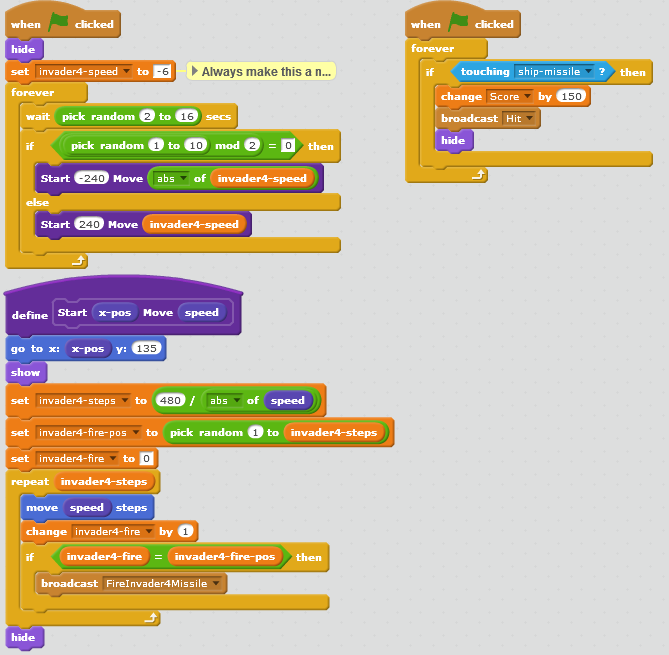 when clicked
hide
set invader4-speed to -6
Always make this a n...
forever
wait pick random 2 to 16 secs
if pick random 1 to 10 mod 2 = 0 then
Start -240 Move abs of invader4-speed
else
Start 240 Move invader4-speed
define Start x-pos Move speed
go to x: x-pos y: 135
show
set invader4-steps to 480 / abs of speed
set invader4-fire-pos to pick random 1 to invader4-steps
set invader4-fire to 0
repeat invader4-steps
move speed steps
change invader4-fire by 1
if invader4-fire = invader4-fire-pos then
broadcast FireInvader4Missile
hide
when clicked
forever
if touching ship-missile ? then
change Score by 150
broadcast Hit
hide